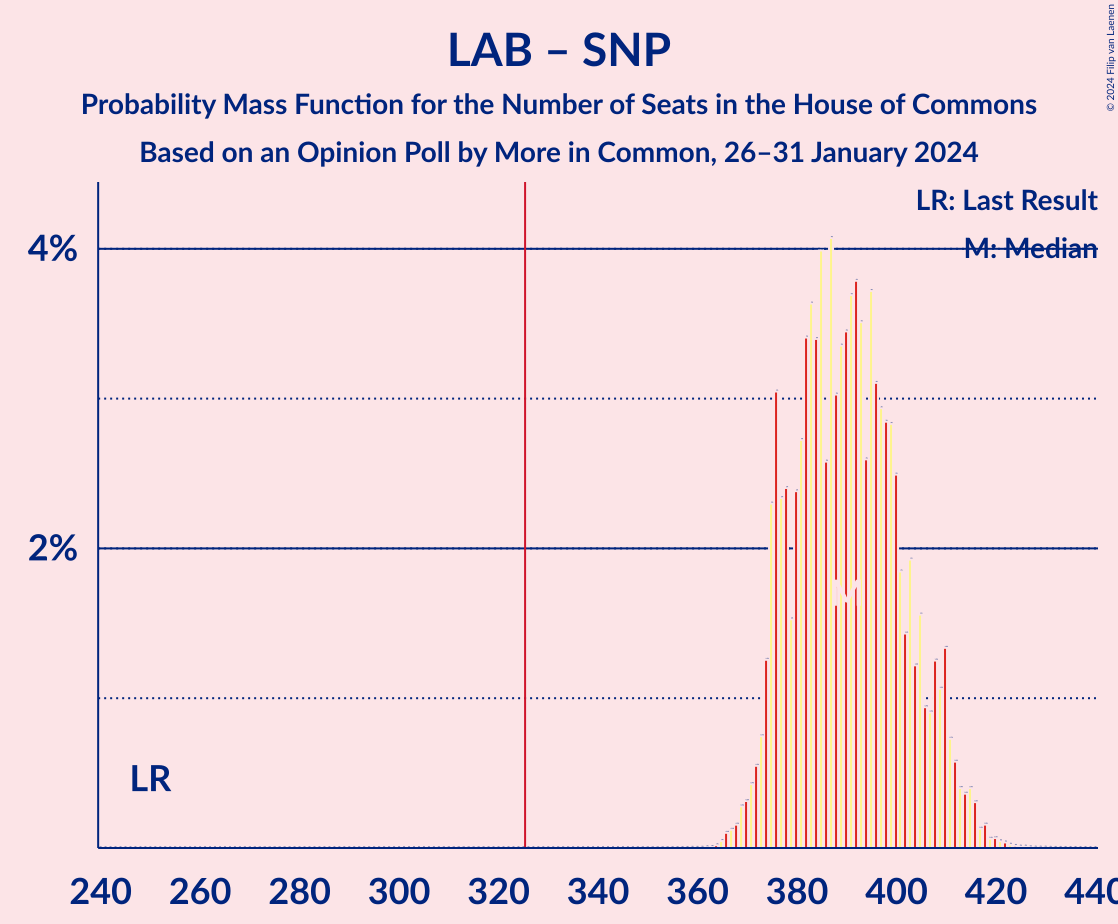 LAB – SNP
Probability Mass Function for the Number of Seats in the House of Commons
Based on an Opinion Poll by More in Common, 26–31 January 2024
© 2024 Filip van Laenen
LR: Last Result
M: Median
4%
2%
M
LR
240 260 280 300 320 340 360 380 400 420 440